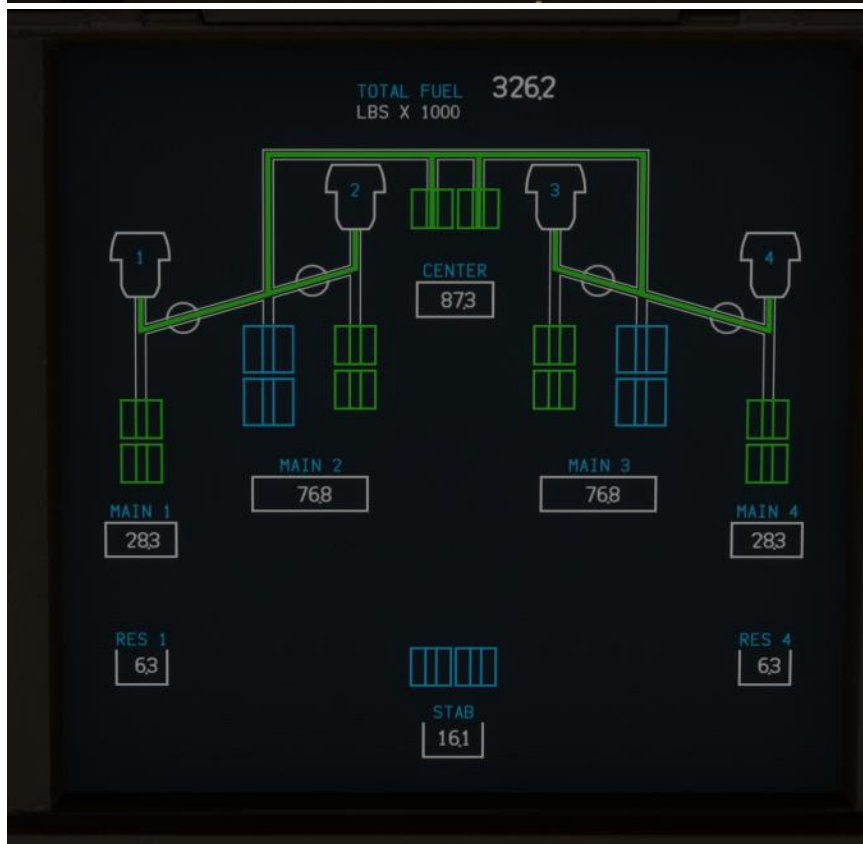 TOTAL FUEL 326.2
LBS X 1000
2
3
1
4
CENTER
87.3
MAIN 2
MAIN 3
76.8
76.8
MAIN 1
MAIN 4
28.3
28.3
RES 1
RES 4
6.3
6.3
STAB
16.1